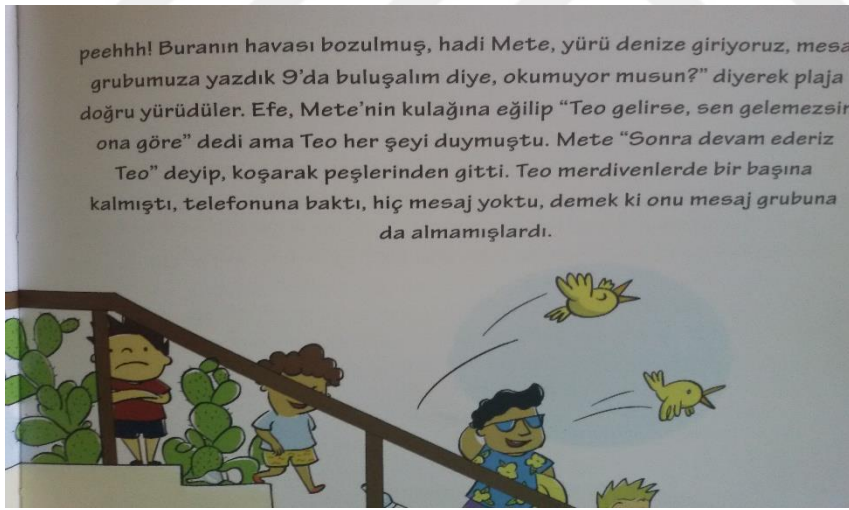 peehhh! Buranın havası bozulmuş, hadi Mete, yürü denize giriyoruz, mesa
grubumuza yazdık 9'da buluşalım diye, okumuyor musun?" diyerek plaja
doğru yürüdüler. Efe, Mete'nin kulağına eğilip "Teo gelirse, sen gelemezsin
ona göre" dedi ama Teo her şeyi duymuştu. Mete "Sonra devam ederiz
Teo" deyip, koşarak peşlerinden gitti. Teo merdivenlerde bir başına
kalmıştı, telefonuna baktı, hiç mesaj yoktu, demek ki onu mesaj grubuna
da almamışlardı.